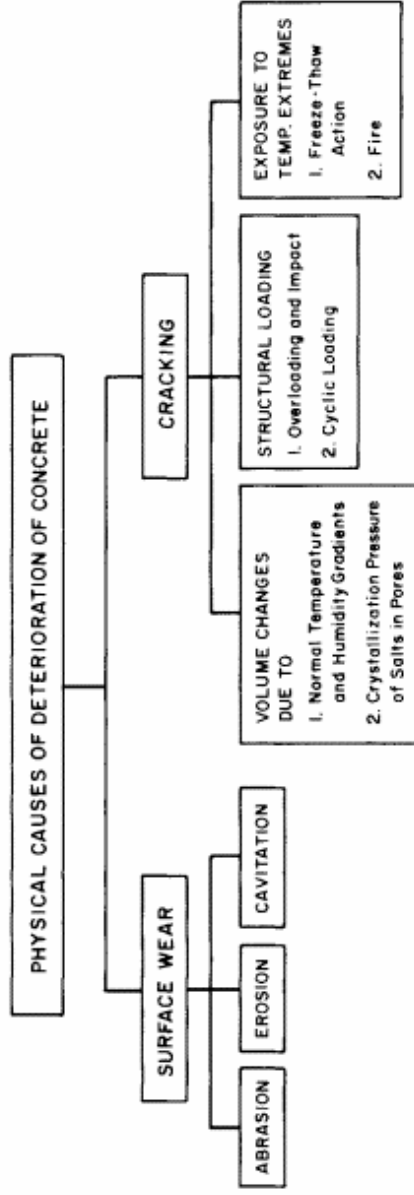 PHYSICAL CAUSES OF DETERIORATION OF CONCRETE
SURFACE WEAR
CRACKING
ABRASION
EROSION
CAVITATION
VOLUME CHANGES
DUE TO
1. Normal Temperature
and Humidity Gradients
2. Crystallization Pressure
of Salts in Pores
STRUCTURAL LOADING
1. Overloading and Impact
2. Cyclic Loading
EXPOSURE TO
TEMP. EXTREMES
1. Freeze-Thaw
Action
2. Fire